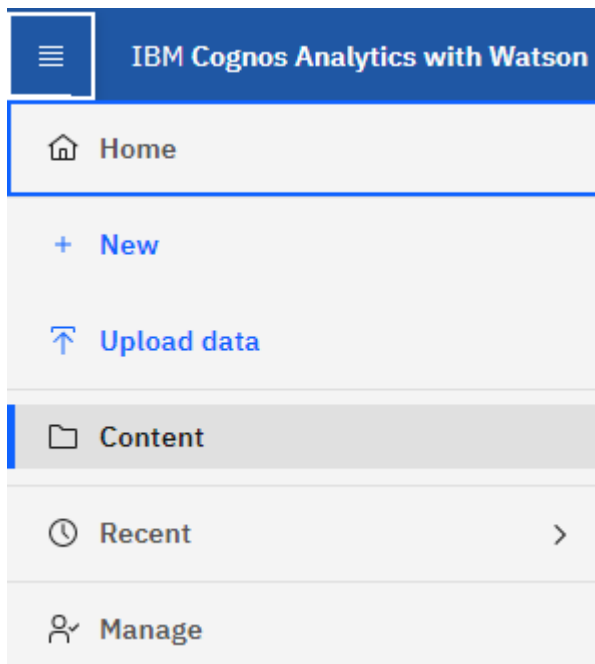 IBM Cognos Analytics with Watson
Home
New
Upload data
Content
Recent
Manage